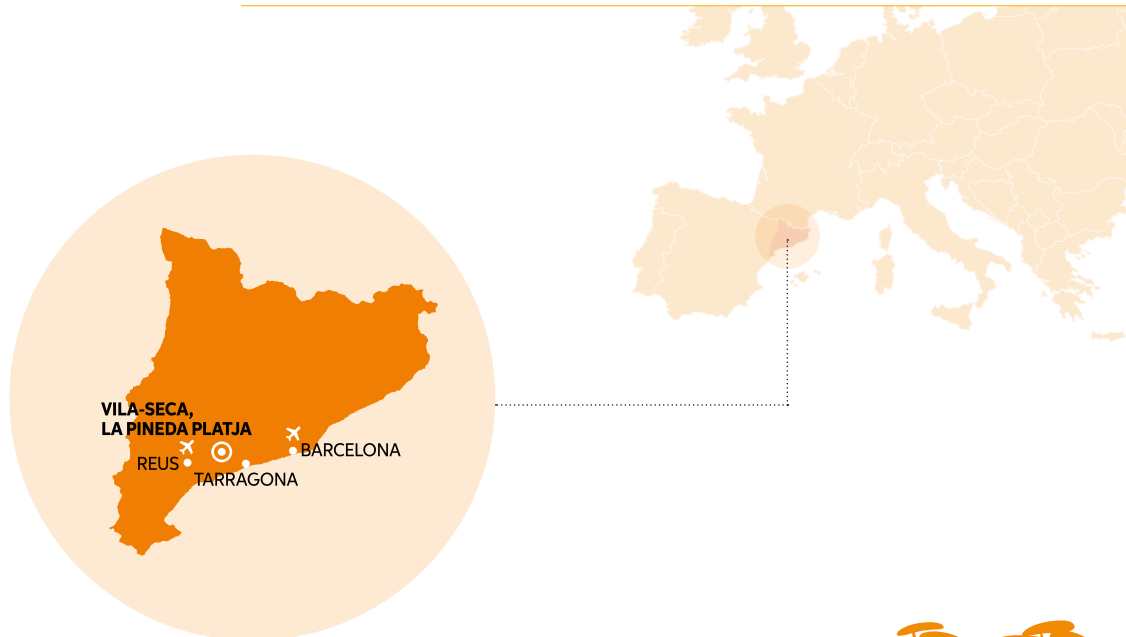 VILA-SECA,
LA PINEDA PLATJA
REUS
BARCELONA
TARRAGONA